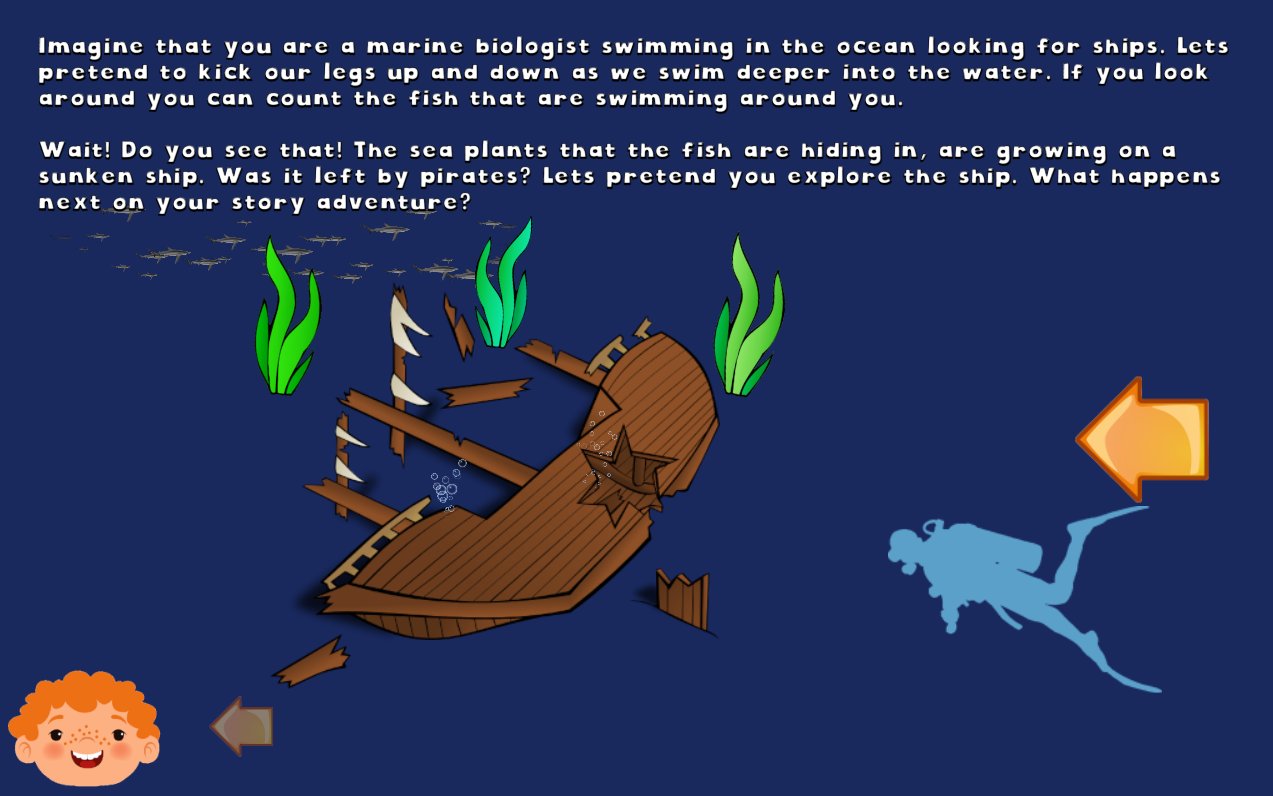 Imagine that you are a marine biologist swimming in the ocean looking for ships. Lets
pretend to kick our legs up and down as we swim deeper into the water. If you look
around you can count the fish that are swimming around you.
Wait! Do you see that! The sea plants that the fish are hiding in, are growing on a
sunken ship. Was it left by pirates? Lets pretend you explore the ship. What happens
next on your story adventure?